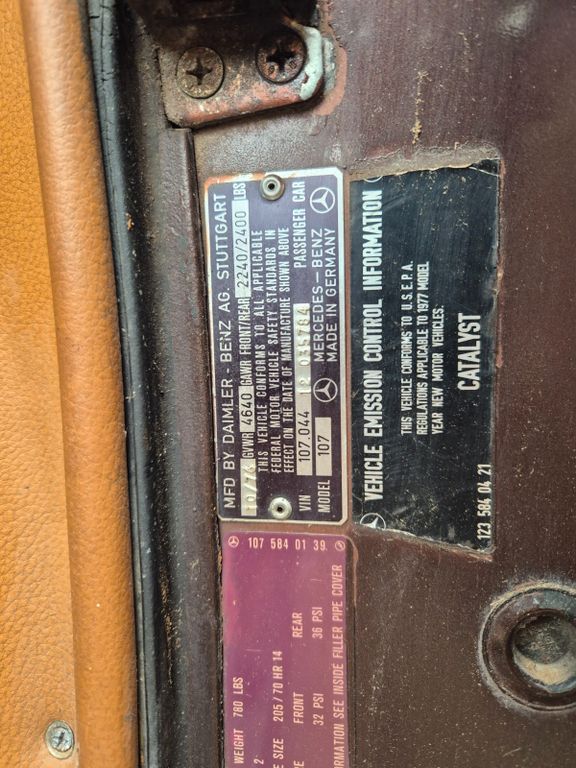 MFD BY DAIMLER-BENZ AG. STUTTGART
10/76 GVWR 4640 GAWR FRONT/REAR 2240/2400 LBS
THIS VEHICLE CONFORMS TO ALL APPLICABLE
FEDERAL MOTOR VEHICLE SAFETY STANDARDS IN
EFFECT ON THE DATE OF MANUFACTURE SHOWN ABOVE
PASSENGER CAR
VIN 107.044 12 035784
MODEL 107 MERCEDES-BENZ
MADE IN GERMANY
VEHICLE EMISSION CONTROL INFORMATION
THIS VEHICLE CONFORMS TO U.S.E.P.A.
REGULATIONS APPLICABLE TO 1977 MODEL
YEAR NEW MOTOR VEHICLES.
CATALYST
123 584 04 21
107 584 01 39
WEIGHT 780 LBS
2
SIZE 205/70 HR 14
FRONT REAR
32 PSI 36 PSI
SEE INSIDE FILLER PIPE COVER